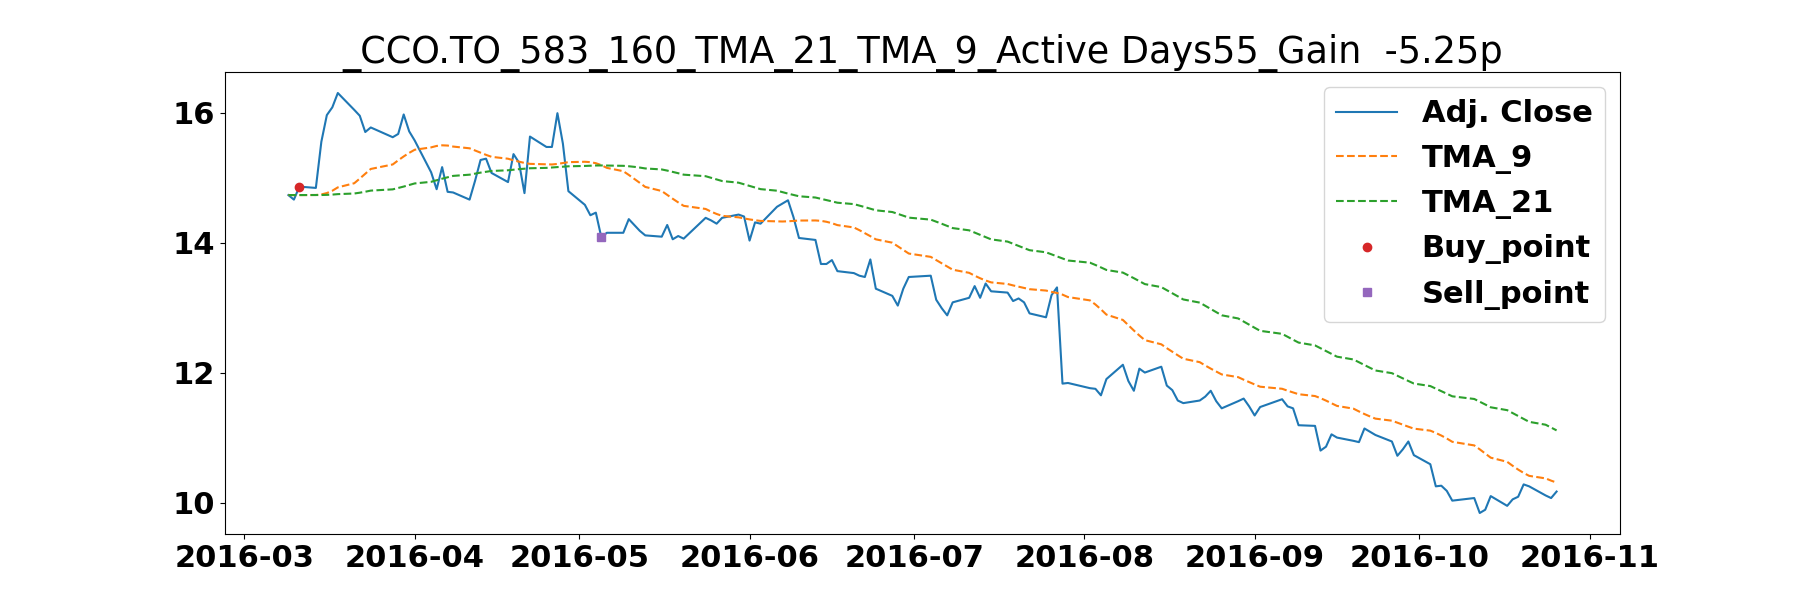 _CCO.TO_583_160_TMA_21_TMA_9_Active Days55_Gain  -5.25p
16
14
12
10
Adj. Close
TMA_9
TMA_21
Buy_point
Sell_point
2016-03 2016-04 2016-05 2016-06 2016-07 2016-08 2016-09 2016-10 2016-11